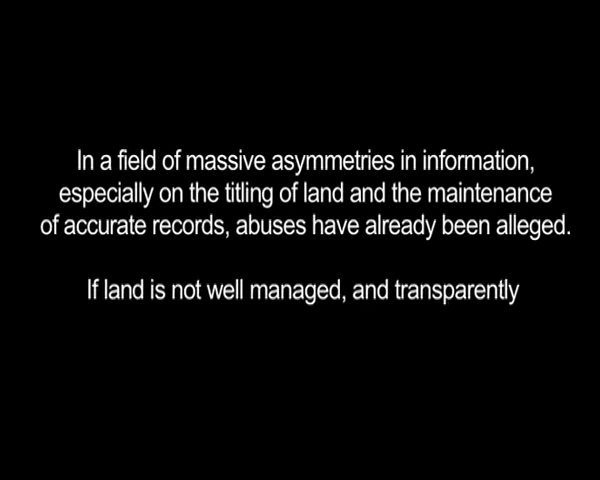 In a field of massive asymmetries in information,
especially on the titling of land and the maintenance
of accurate records, abuses have already been alleged.
If land is not well managed, and transparently